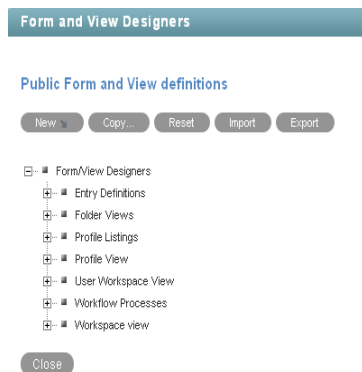 Form and View Designers
Public Form and View definitions
New Copy... Reset Import Export
Form/View Designers
Entry Definitions
Folder Views
Profile Listings
Profile View
User Workspace View
Workflow Processes
Workspace view
Close